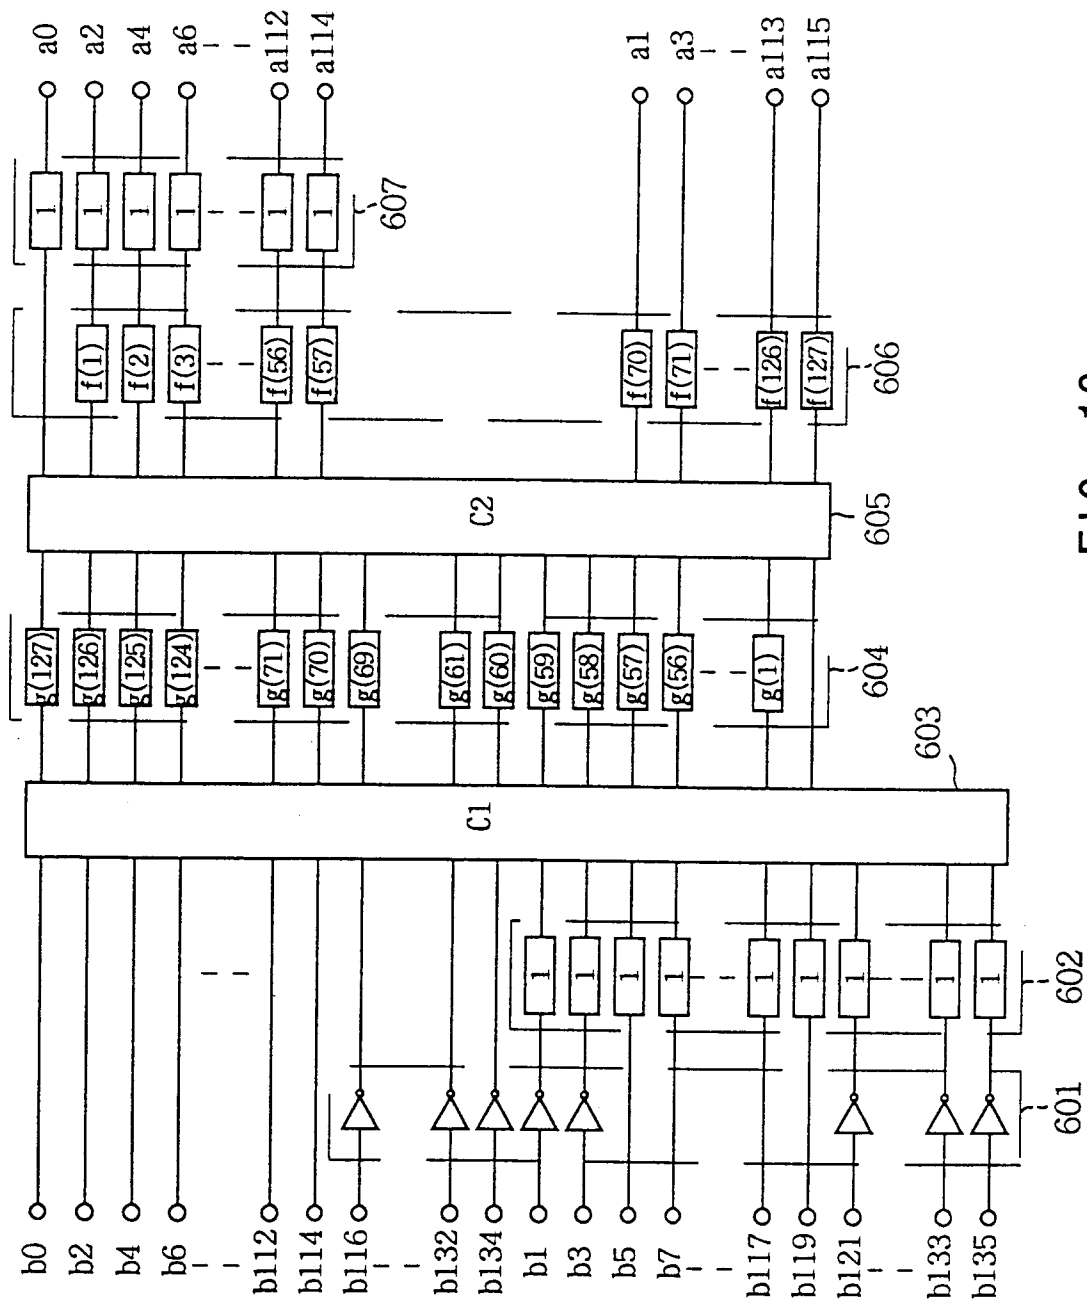 b0
b2
b4
b6
b112
b114
b116
b132
b134
b1
b3
b5
b7
b117
b119
b121
b133
b135
601
1
1
1
1
1
1
1
1
1
602
C1
603
g(127)
g(126)
g(125)
g(124)
g(71)
g(70)
g(69)
g(61)
g(60)
g(59)
g(58)
g(57)
g(56)
g(1)
604
C2
605
f(1)
f(2)
f(3)
f(56)
f(57)
f(70)
f(71)
f(126)
f(127)
606
1
1
1
1
1
1
607
a0
a2
a4
a6
a112
a114
a1
a3
a113
a115